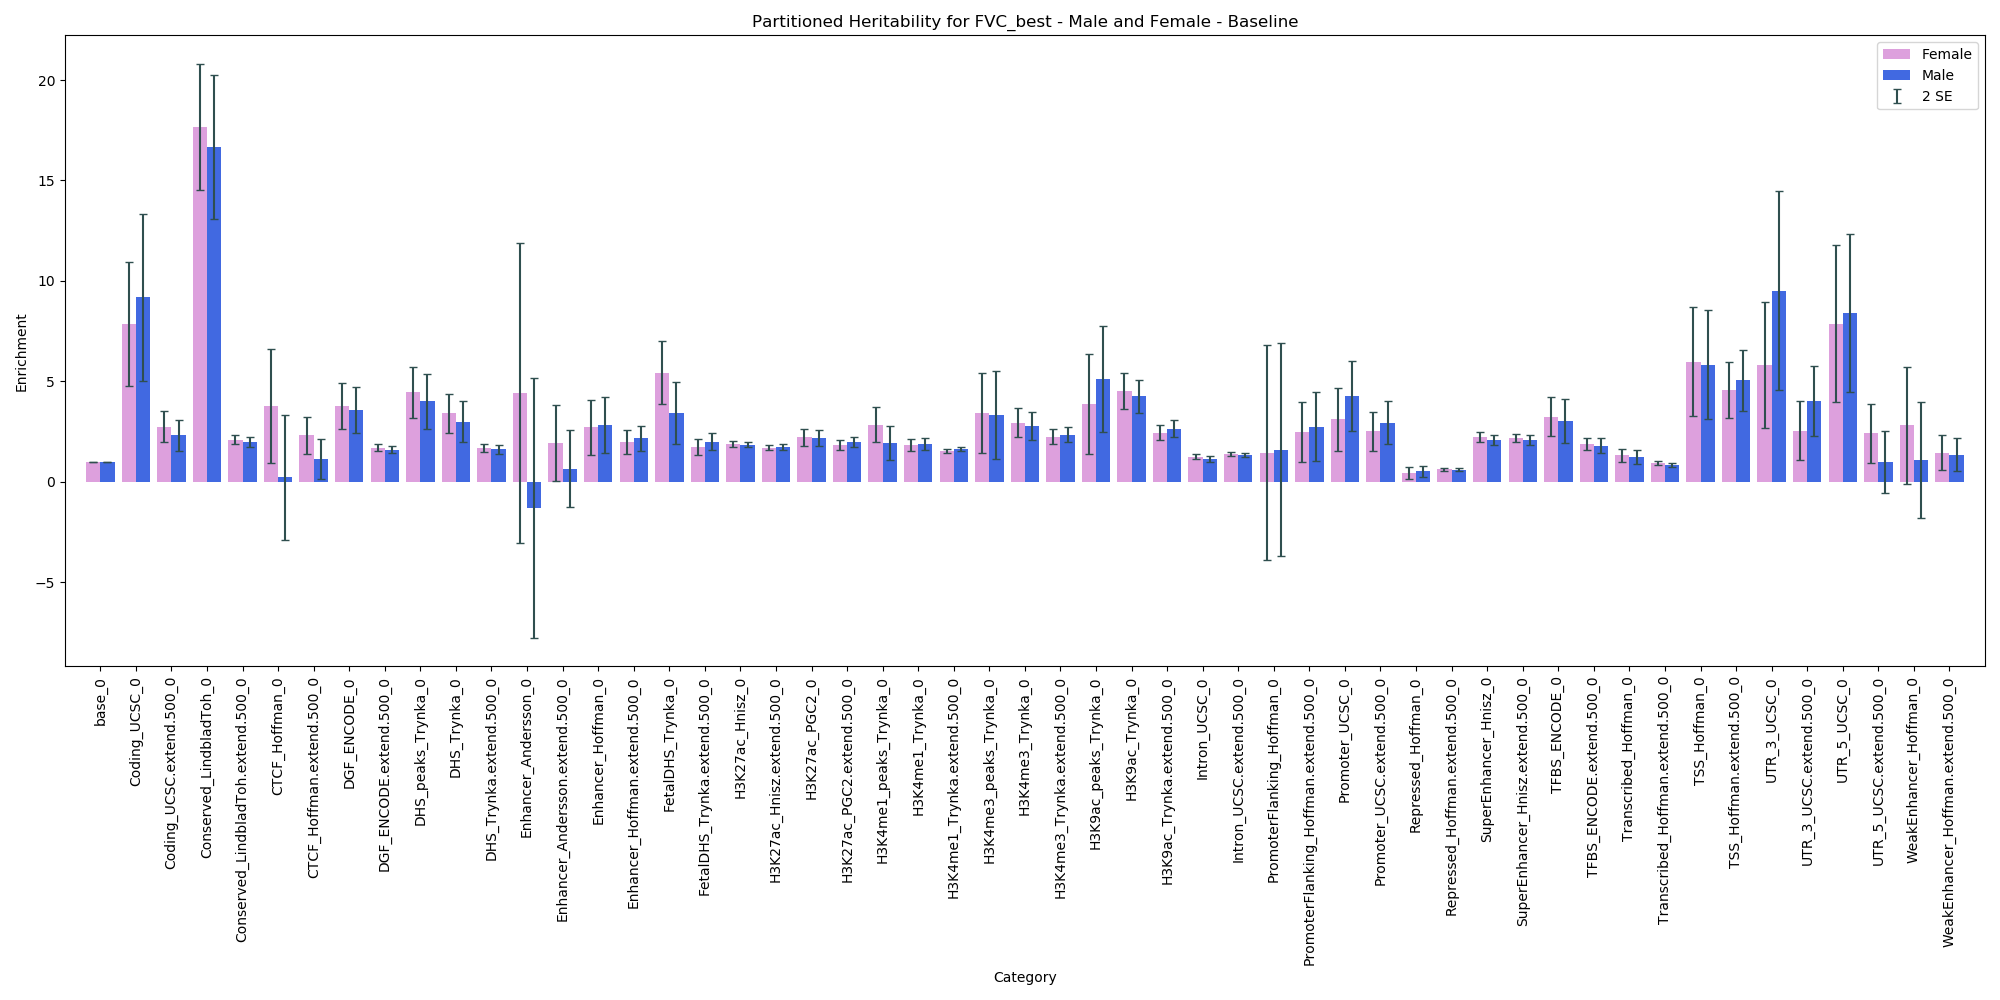 Partitioned Heritability for FVC_best - Male and Female - Baseline
Female
Male
2 SE
Enrichment
20
15
10
5
0
−5
base_0
Coding_UCSC_0
Coding_UCSC.extend.500_0
Conserved_LindbladToh_0
Conserved_LindbladToh.extend.500_0
CTCF_Hoffman_0
CTCF_Hoffman.extend.500_0
DGF_ENCODE_0
DGF_ENCODE.extend.500_0
DHS_peaks_Trynka_0
DHS_Trynka_0
DHS_Trynka.extend.500_0
Enhancer_Andersson_0
Enhancer_Andersson.extend.500_0
Enhancer_Hoffman_0
Enhancer_Hoffman.extend.500_0
FetalDHS_Trynka_0
FetalDHS_Trynka.extend.500_0
H3K27ac_Hnisz_0
H3K27ac_Hnisz.extend.500_0
H3K27ac_PGC2_0
H3K27ac_PGC2.extend.500_0
H3K4me1_peaks_Trynka_0
H3K4me1_Trynka_0
H3K4me1_Trynka.extend.500_0
H3K4me3_peaks_Trynka_0
H3K4me3_Trynka_0
H3K4me3_Trynka.extend.500_0
H3K9ac_peaks_Trynka_0
H3K9ac_Trynka_0
H3K9ac_Trynka.extend.500_0
Intron_UCSC_0
Intron_UCSC.extend.500_0
PromoterFlanking_Hoffman_0
PromoterFlanking_Hoffman.extend.500_0
Promoter_UCSC_0
Promoter_UCSC.extend.500_0
Repressed_Hoffman_0
Repressed_Hoffman.extend.500_0
SuperEnhancer_Hnisz_0
SuperEnhancer_Hnisz.extend.500_0
TFBS_ENCODE_0
TFBS_ENCODE.extend.500_0
Transcribed_Hoffman_0
Transcribed_Hoffman.extend.500_0
TSS_Hoffman_0
TSS_Hoffman.extend.500_0
UTR_3_UCSC_0
UTR_3_UCSC.extend.500_0
UTR_5_UCSC_0
UTR_5_UCSC.extend.500_0
WeakEnhancer_Hoffman_0
WeakEnhancer_Hoffman.extend.500_0
Category